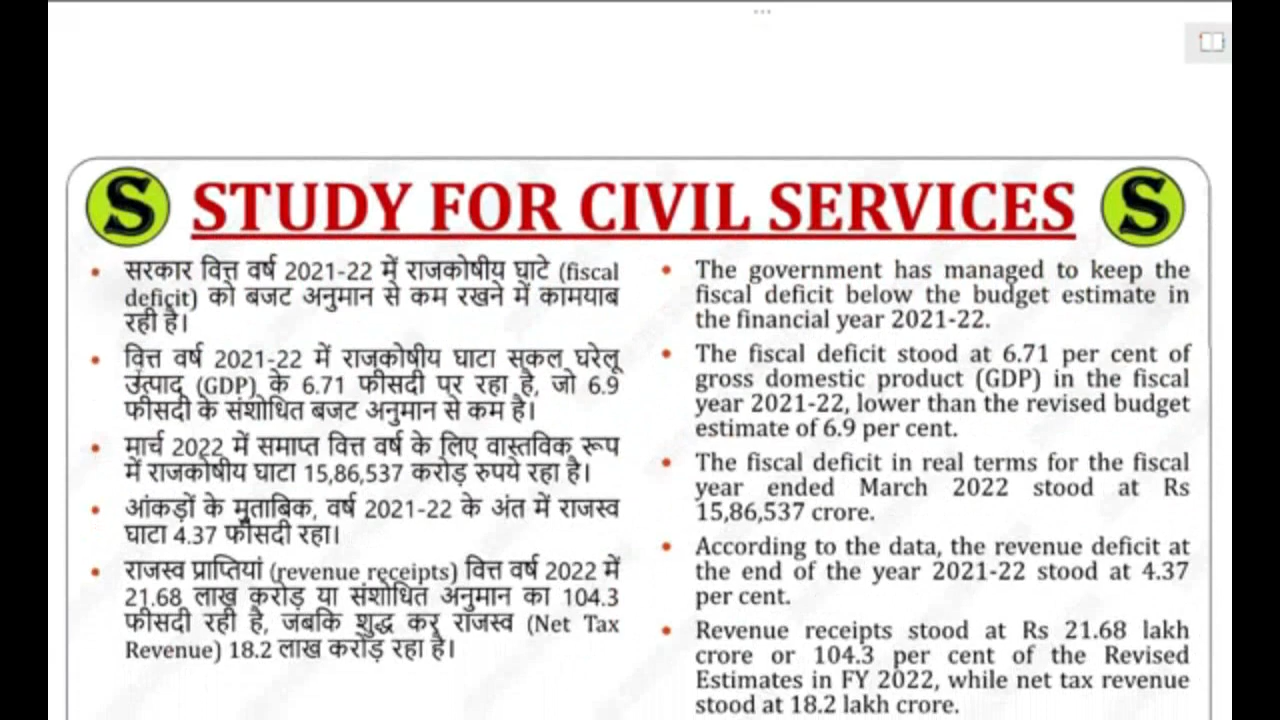 S STUDY FOR CIVIL SERVICES S
• सरकार वित्त वर्ष 2021-22 में राजकोषीय घाटे (fiscal
deficit) को बजट अनुमान से कम रखने में कामयाब
रही है।
• वित्त वर्ष 2021-22 में राजकोषीय घाटा सकल घरेलू
उत्पाद (GDP) के 6.71 फीसदी पर रहा है, जो 6.9
फीसदी के संशोधित बजट अनुमान से कम है।
• मार्च 2022 में समाप्त वित्त वर्ष के लिए वास्तविक रूप
में राजकोषीय घाटा 15,86,537 करोड़ रुपये रहा है।
• आंकड़ों के मुताबिक, वर्ष 2021-22 के अंत में राजस्व
घाटा 4.37 फीसदी रहा।
• राजस्व प्राप्तियां (revenue receipts) वित्त वर्ष 2022 में
21.68 लाख करोड़ या संशोधित अनुमान का 104.3
फीसदी रही है, जबकि शुद्ध कर राजस्व (Net Tax
Revenue) 18.2 लाख करोड़ रहा है।
• The government has managed to keep the
fiscal deficit below the budget estimate in
the financial year 2021-22.
• The fiscal deficit stood at 6.71 per cent of
gross domestic product (GDP) in the fiscal
year 2021-22, lower than the revised budget
estimate of 6.9 per cent.
• The fiscal deficit in real terms for the fiscal
year ended March 2022 stood at Rs
15,86,537 crore.
• According to the data, the revenue deficit at
the end of the year 2021-22 stood at 4.37
per cent.
• Revenue receipts stood at Rs 21.68 lakh
crore or 104.3 per cent of the Revised
Estimates in FY 2022, while net tax revenue
stood at 18.2 lakh crore.